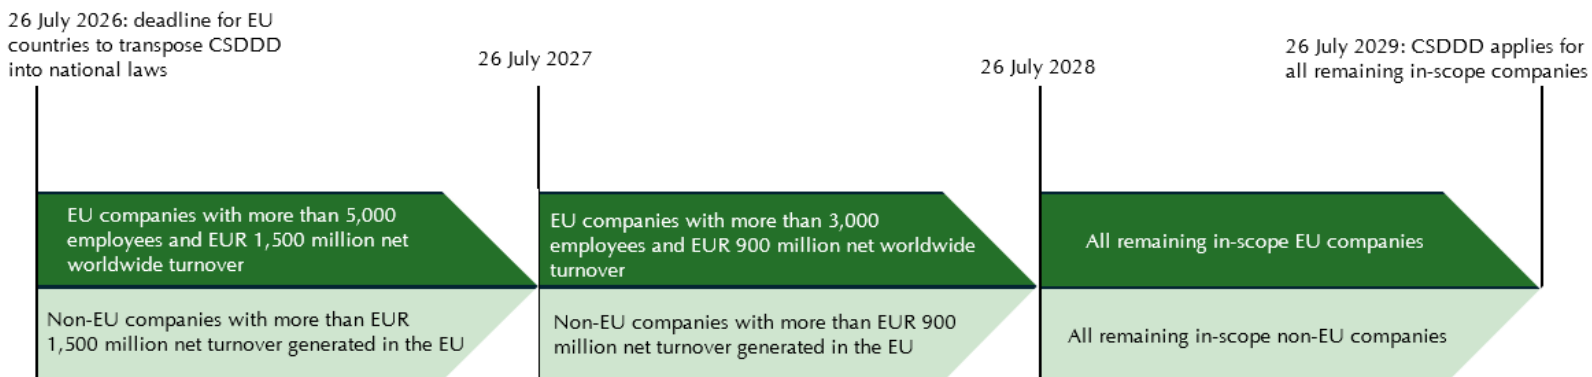 26 July 2026: deadline for EU
countries to transpose CSDDD
into national laws
26 July 2027
26 July 2028
26 July 2029: CSDDD applies for
all remaining in-scope companies
EU companies with more than 5,000
employees and EUR 1,500 million net
worldwide turnover
EU companies with more than 3,000
employees and EUR 900 million net worldwide
turnover
All remaining in-scope EU companies
Non-EU companies with more than EUR
1,500 million net turnover generated in the EU
Non-EU companies with more than EUR 900
million net turnover generated in the EU
All remaining in-scope non-EU companies